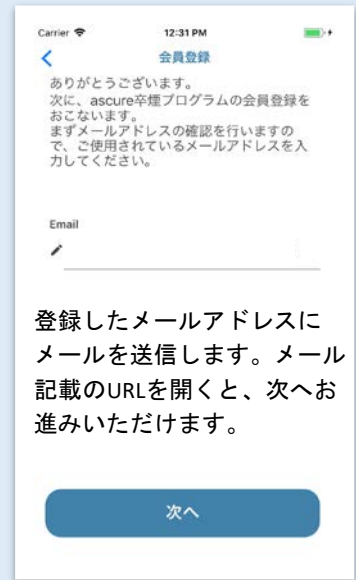 Carrier 12:31 PM
会員登録
ありがとうございます。
次に、ascure卒煙プログラムの会員登録を
おこないます。
まずメールアドレスの確認を行いますの
で、ご使用されているメールアドレスを入
力してください。
Email
登録したメールアドレスに
メールを送信します。メール
記載のURLを開くと、次へお
進みいただけます。
次へ